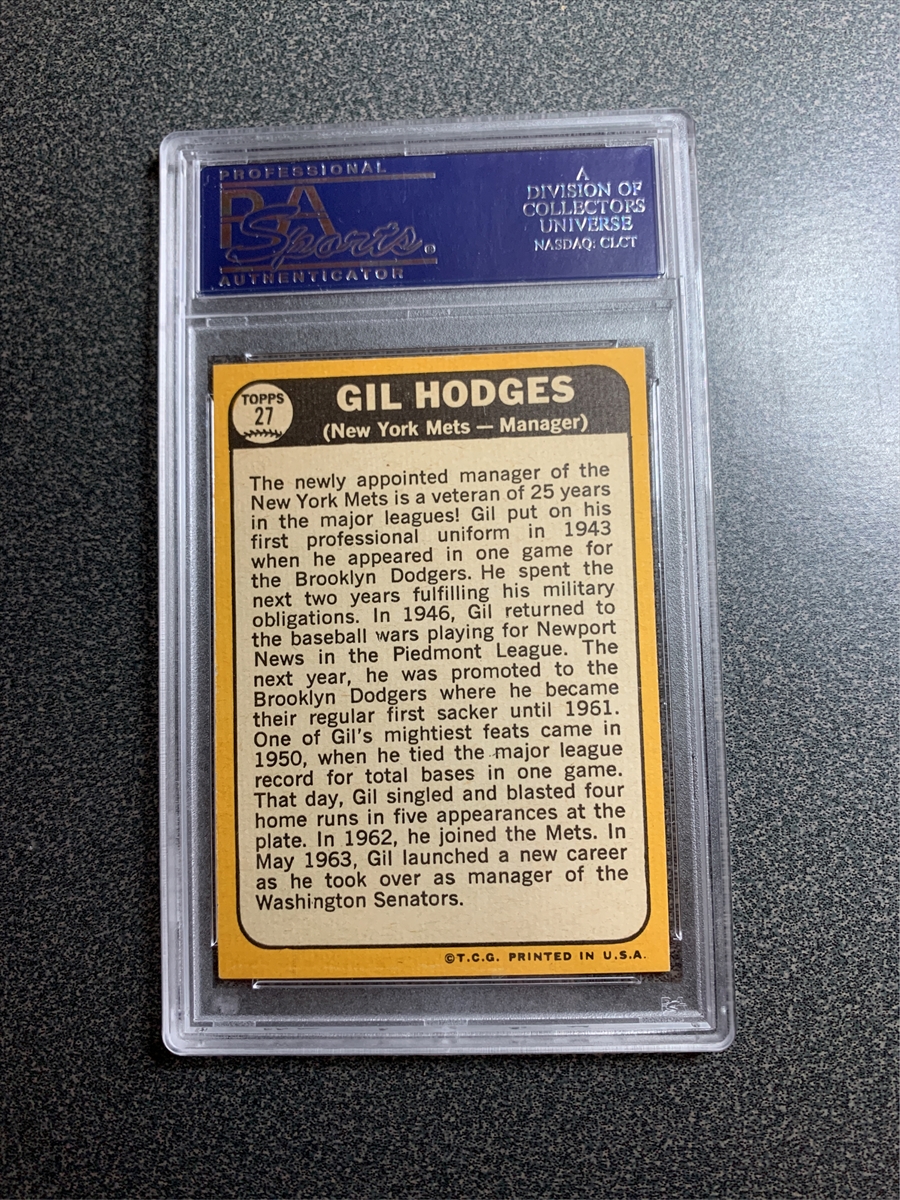 PROFESSIONAL
PSA
Sports®
AUTHENTICATOR
A
DIVISION OF
COLLECTORS
UNIVERSE
NASDAQ: CLCT
TOPPS
27
GIL HODGES
(New York Mets — Manager)
The newly appointed manager of the
New York Mets is a veteran of 25 years
in the major leagues! Gil put on his
first professional uniform in 1943
when he appeared in one game for
the Brooklyn Dodgers. He spent the
next two years fulfilling his military
obligations. In 1946, Gil returned to
the baseball wars playing for Newport
News in the Piedmont League. The
next year, he was promoted to the
Brooklyn Dodgers where he became
their regular first sacker until 1961.
One of Gil's mightiest feats came in
1950, when he tied the major league
record for total bases in one game.
That day, Gil singled and blasted four
home runs in five appearances at the
plate. In 1962, he joined the Mets. In
May 1963, Gil launched a new career
as he took over as manager of the
Washington Senators.
©T.C.G. PRINTED IN U.S.A.